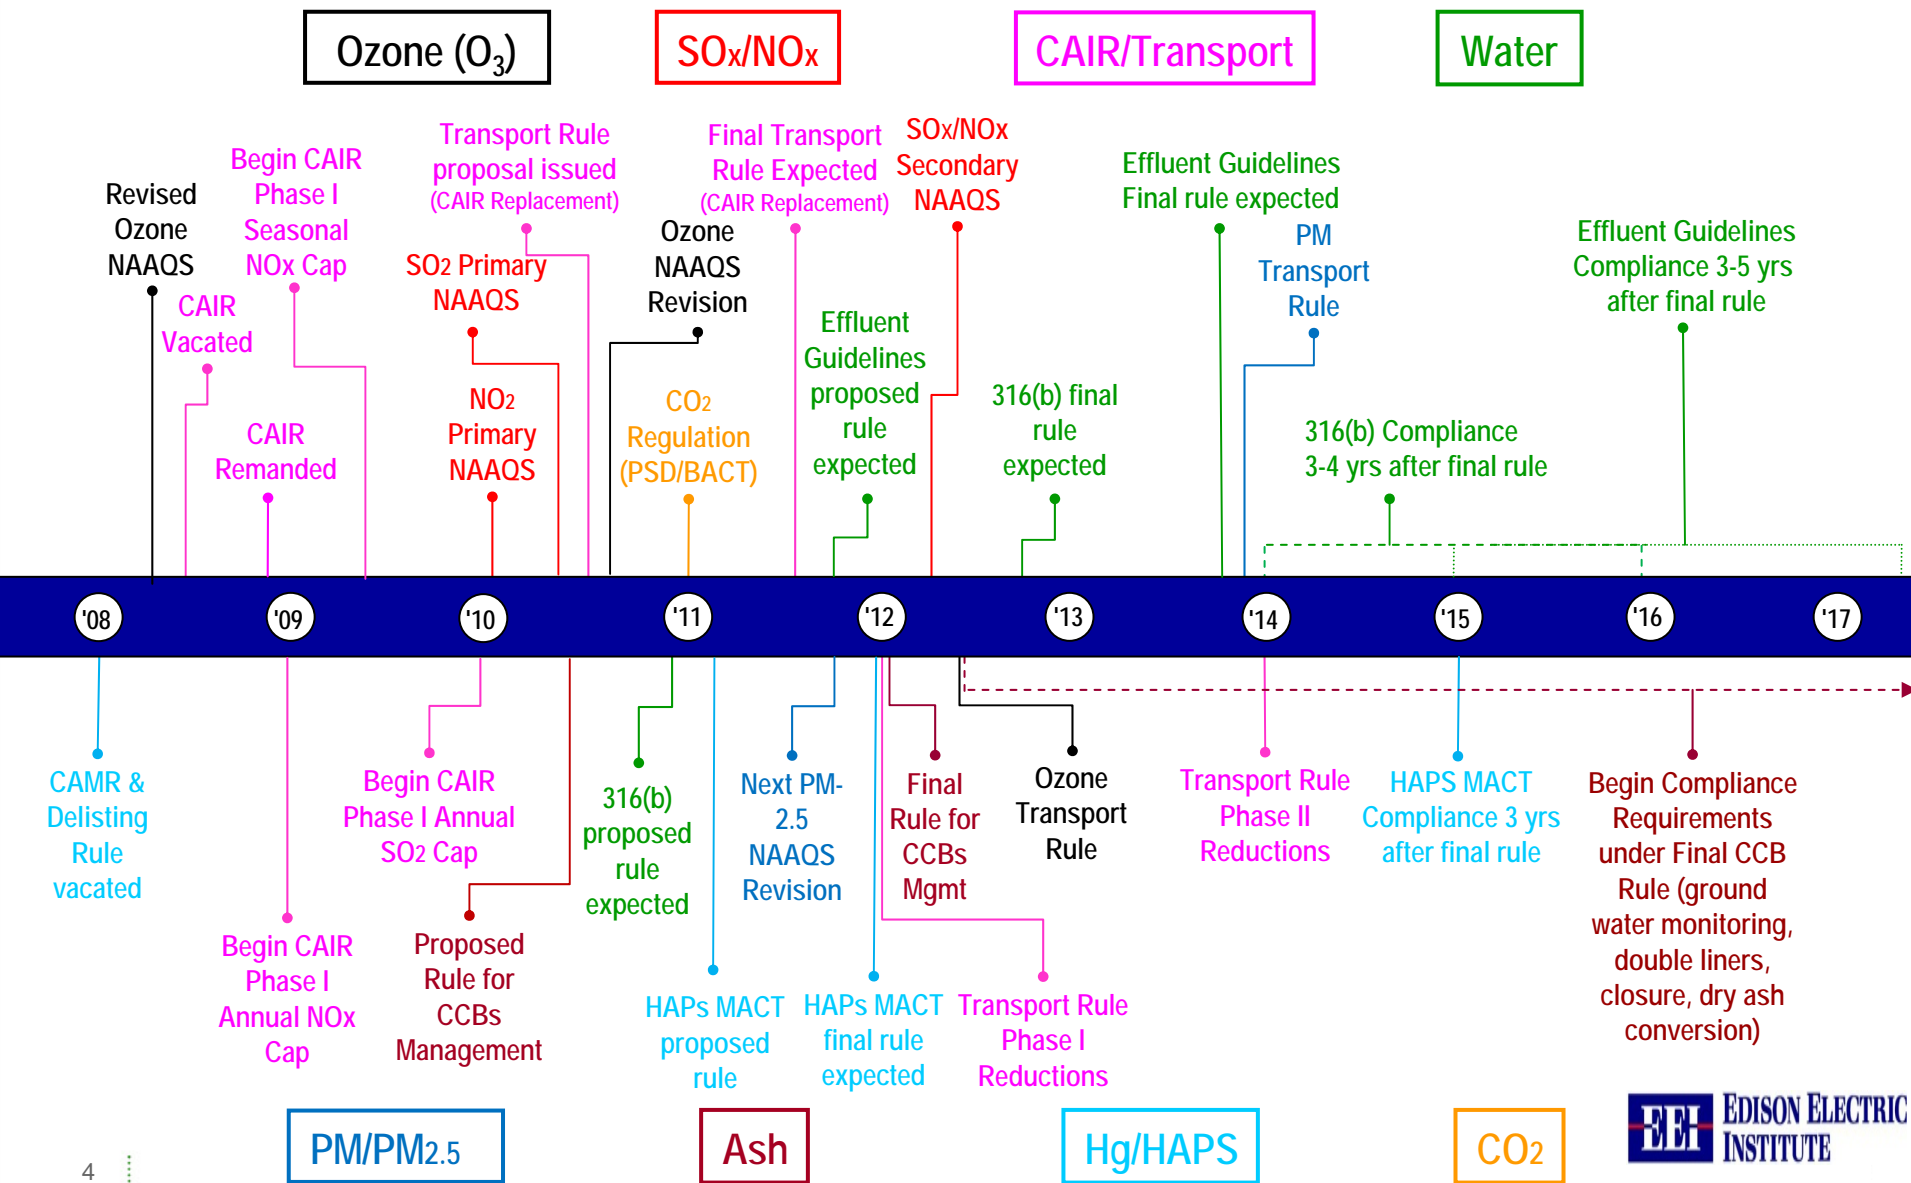 Ozone (O3)
SOx/NOx
CAIR/Transport
Water
Revised
Ozone
NAAQS
CAIR
Vacated
Begin CAIR
Phase I
Seasonal
NOx Cap
CAIR
Remanded
Transport Rule
proposal issued
(CAIR Replacement)
SO2 Primary
NAAQS
NO2
Primary
NAAQS
Ozone
NAAQS
Revision
CO2
Regulation
(PSD/BACT)
Final Transport
Rule Expected
(CAIR Replacement)
Effluent
Guidelines
proposed
rule
expected
SOx/NOx
Secondary
NAAQS
316(b) final
rule
expected
Effluent Guidelines
Final rule expected
PM
Transport
Rule
316(b) Compliance
3-4 yrs after final rule
Effluent Guidelines
Compliance 3-5 yrs
after final rule
'08
'09
'10
'11
'12
'13
'14
'15
'16
'17
CAMR &
Delisting
Rule
vacated
Begin CAIR
Phase I
Annual NOx
Cap
Begin CAIR
Phase I Annual
SO2 Cap
Proposed
Rule for
CCBs
Management
316(b)
proposed
rule
expected
HAPs MACT
proposed
rule
Next PM-
2.5
NAAQS
Revision
HAPs MACT
final rule
expected
Final
Rule for
CCBs
Mgmt
Transport Rule
Phase I
Reductions
Ozone
Transport
Rule
Transport Rule
Phase II
Reductions
HAPS MACT
Compliance 3 yrs
after final rule
Begin Compliance
Requirements
under Final CCB
Rule (ground
water monitoring,
double liners,
closure, dry ash
conversion)
PM/PM2.5
Ash
Hg/HAPS
CO2
EEI
EDISON ELECTRIC
INSTITUTE
4